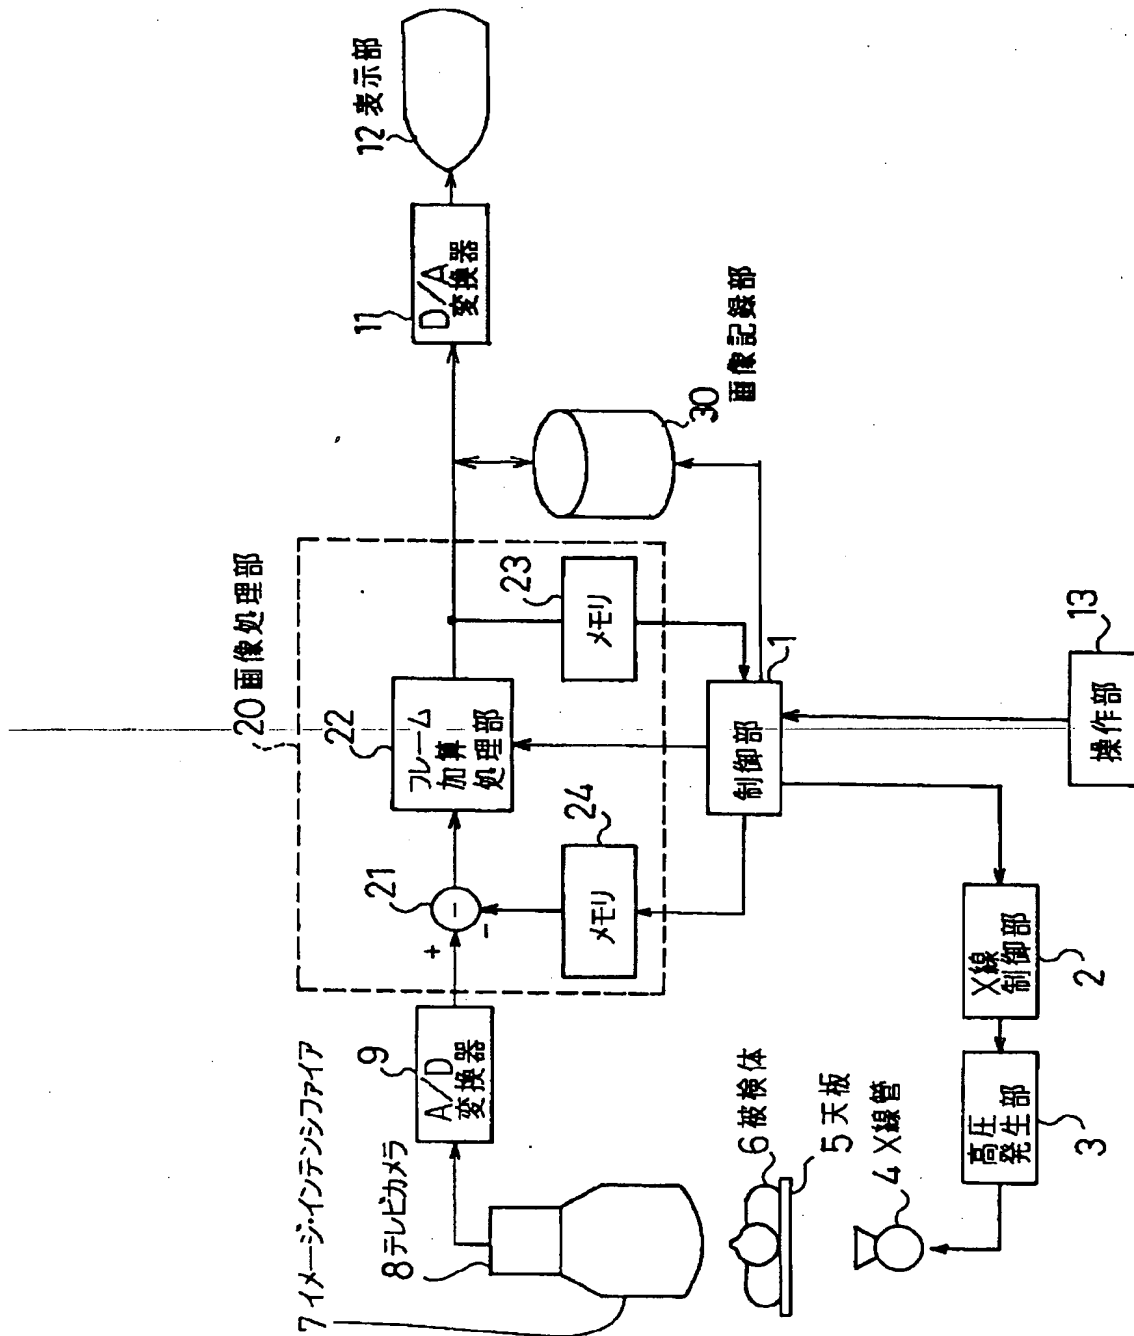 7 イメージ・インテンシファイア
8 テレビカメラ
9
A/D
変換器
20 画像処理部
21
+
-
-
22
フレーム
加算
処理部
23
メモリ
24
メモリ
11
D/A
変換器
12 表示部
30
画像記録部
1
制御部
13
操作部
2
X線
制御部
3
高圧
発生部
4 X線管
5 天板
6 被検体